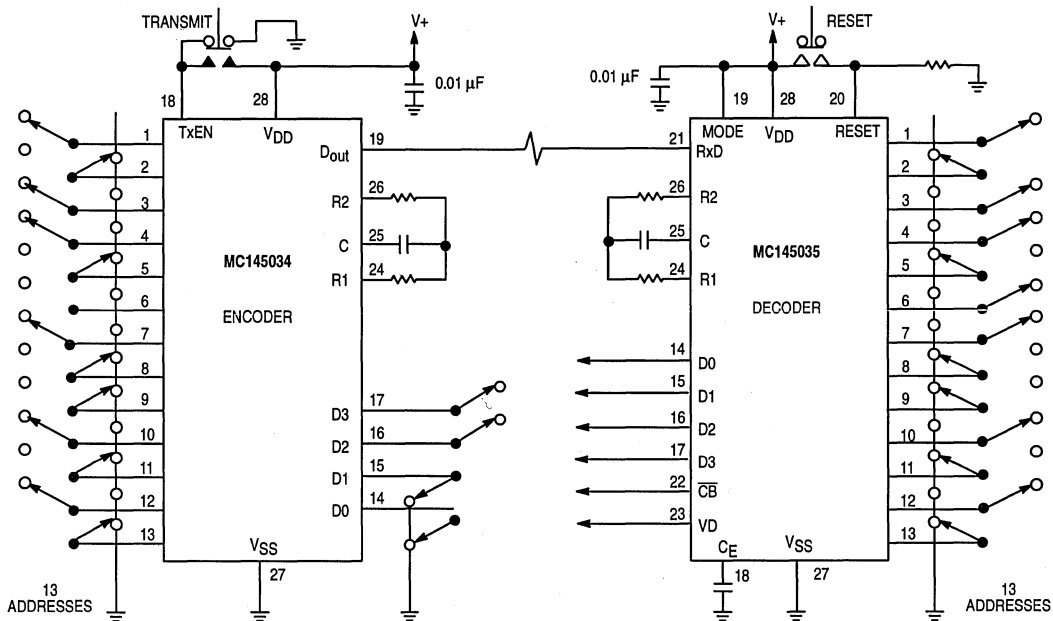 TRANSMIT
V+
0.01 µF
18
28
TxEN
VDD
1
2
3
4
5
6
7
8
9
10
11
12
13
MC145034
ENCODER
Dout
19
R2
26
C
25
R1
24
D3
17
D2
16
D1
15
D0
14
VSS
27
13
ADDRESSES
V+
RESET
0.01 µF
19
28
20
MODE
VDD
RESET
21
RxD
26
R2
25
C
24
R1
MC145035
DECODER
14
D0
15
D1
16
D2
17
D3
22
CB
23
VD
CE
18
VSS
27
1
2
3
4
5
6
7
8
9
10
11
12
13
13
ADDRESSES